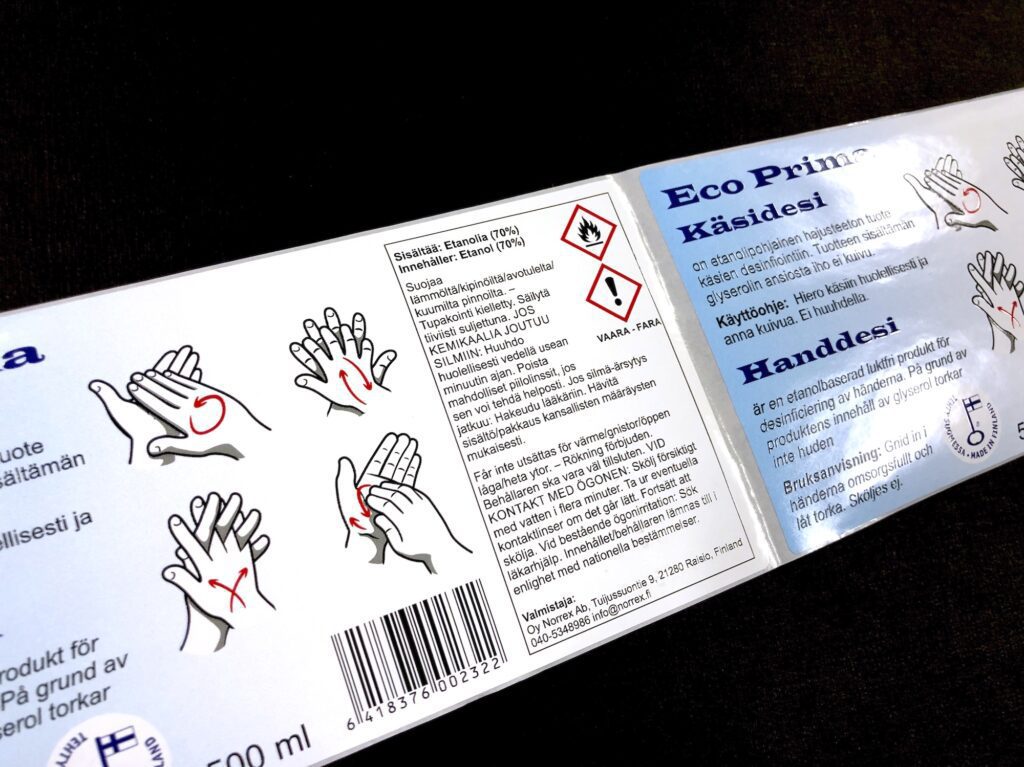 a
uote
sältämän
ellisesti ja
rodukt för
På grund av
serol torkar
500 ml
6 418376 002322
Sisältää: Etanolia (70%)
Innehåller: Etanol (70%)
Suojaa
lämmöltä/kipinöiltä/avotulelta/
kuumilta pinnoilta. –
Tupakointi kielletty. Säilytä
tiiviisti suljettuna. JOS
KEMIKAALIA JOUTUU
SILMIIN: Huuhdo
huolellisesti vedellä usean
minuutin ajan. Poista
mahdolliset piilolinssit, jos
sen voi tehdä helposti. Jos silmä-ärsytys
jatkuu: Hakeudu lääkäriin. Hävitä
sisältö/pakkaus kansallisten määräysten
mukaisesti.
VAARA - FARA
Får inte utsättas för värme/gnistor/öppen
låga/heta ytor. – Rökning förbjuden.
Behållaren ska vara väl tillsluten. VID
KONTAKT MED ÖGONEN: Skölj försiktigt
med vatten i flera minuter. Ta ur eventuella
kontaktlinser om det går lätt. Fortsätt att
skölja. Vid bestående ögonirritation: Sök
läkarhjälp. Innehållet/behållaren lämnas till i
enlighet med nationella bestämmelser.
Valmistaja:
Oy Norrex Ab, Tuijussuontie 9, 21280 Raisio, Finland
040-5348986 info@norrex.fi
Eco Prima
Käsidesi
on etanolipohjainen hajusteeton tuote
käsien desinfiointiin. Tuotteen sisältämän
glyserolin ansiosta iho ei kuivu.
Käyttöohje: Hiero käsiin huolellisesti ja
anna kuivua. Ei huuhdella.
Handdesi
är en etanolbaserad luktfri produkt för
desinficiering av händerna. På grund av
produktens innehåll av glyserol torkar
inte huden
Bruksanvisning: Gnid in i
händerna omsorgsfullt och
låt torka. Sköljes ej.
MADE IN FINLAND
5